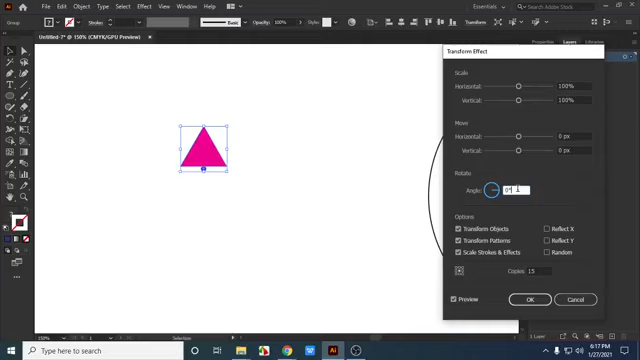 File Edit Object Type Select Effect View Window Help
Essentials
Search Adobe Stock
Group
Stroke:
Basic
Opacity: 100%
Style:
Transform
Untitled-7* @ 150% (CMYK/GPU Preview)
Properties Layers Libraries
Transform Effect
Scale
Horizontal: 100%
Vertical: 100%
Move
Horizontal: 0 px
Vertical: 0 px
Rotate
Angle: 0°
Options
Transform Objects Reflect X
Transform Patterns Reflect Y
Scale Strokes & Effects Random
Copies 15
Preview OK Cancel
150% 1 Selection
Type here to search
6:17 PM
1/27/2021